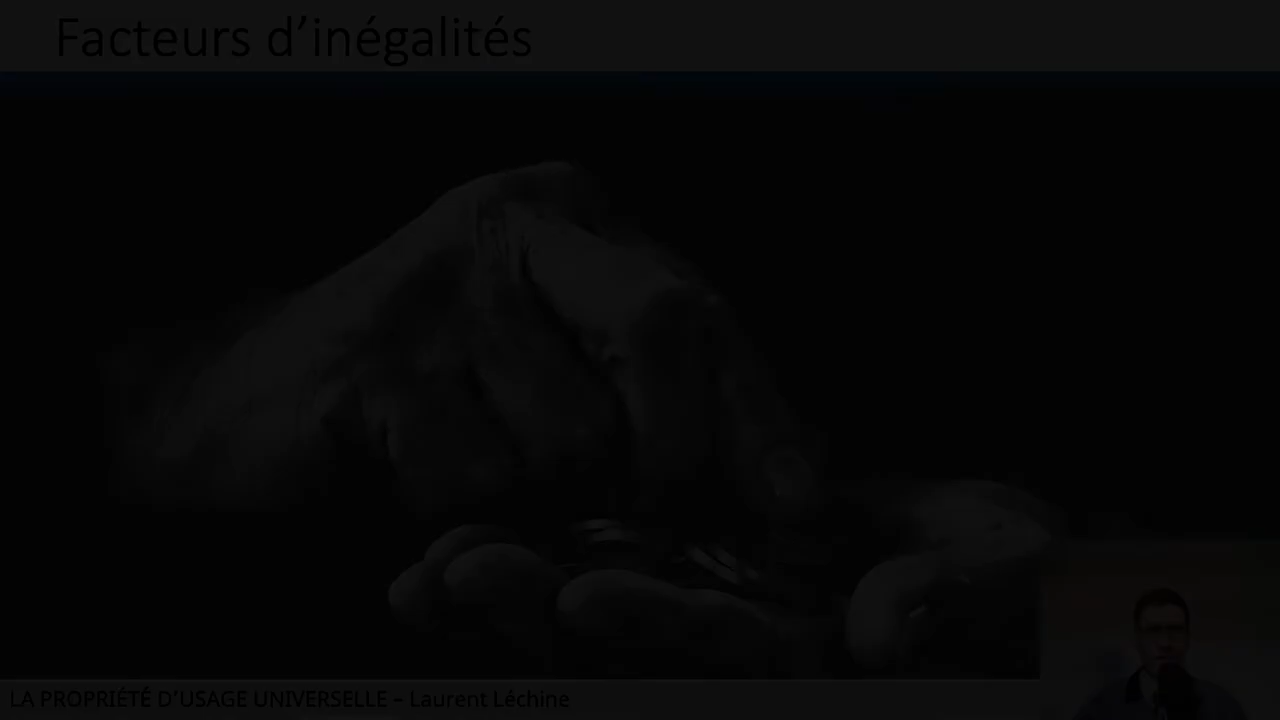 Facteurs d’inégalités
LA PROPRIÉTÉ D’USAGE UNIVERSELLE – Laurent Léchine